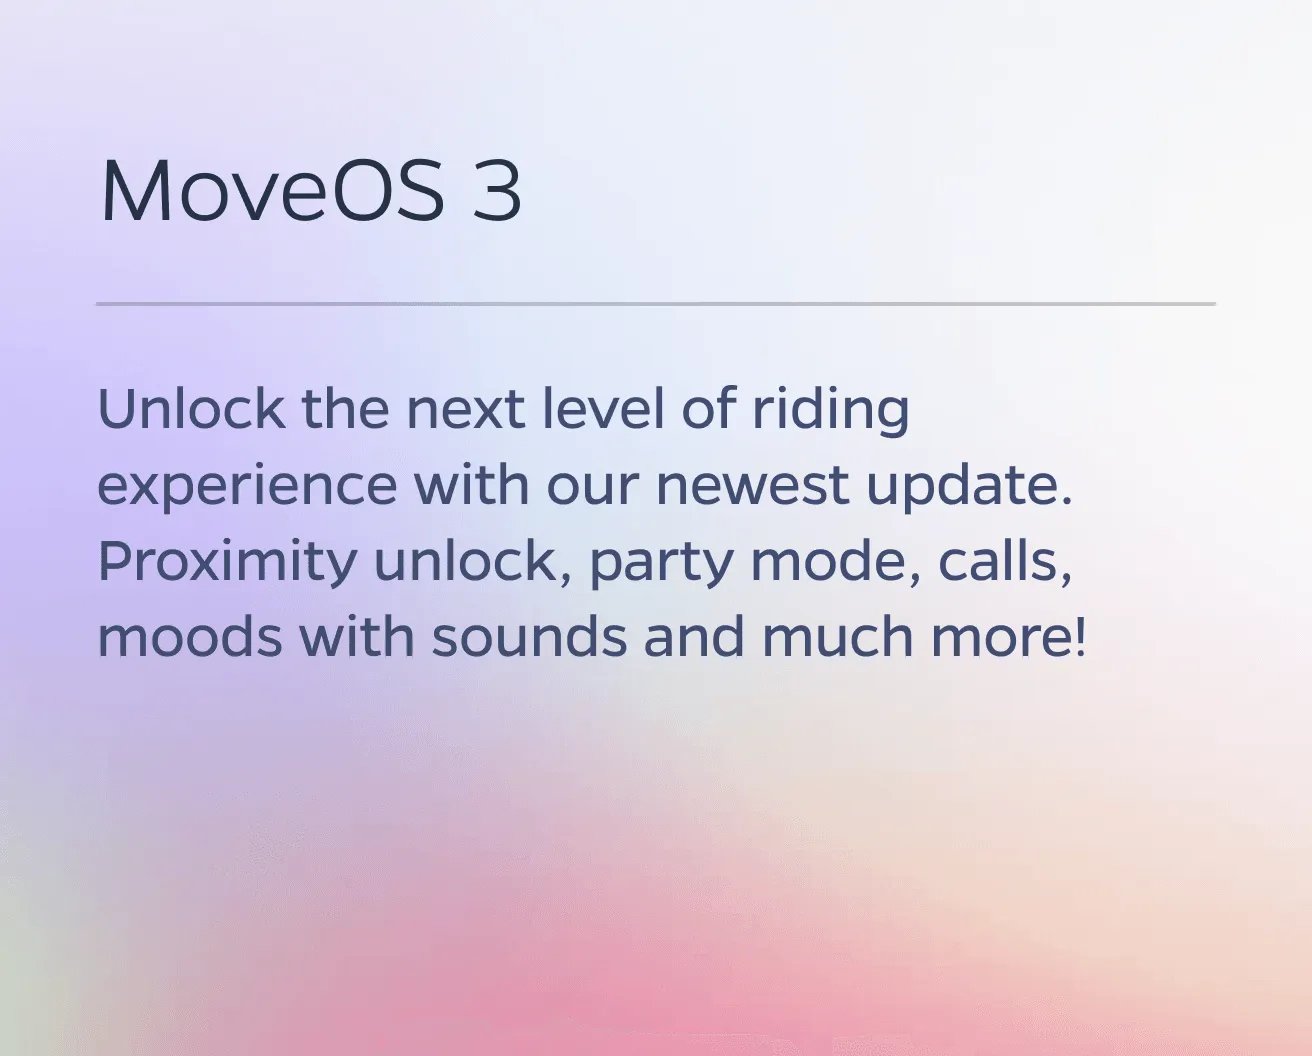 MoveOS 3
Unlock the next level of riding
experience with our newest update.
Proximity unlock, party mode, calls,
moods with sounds and much more!